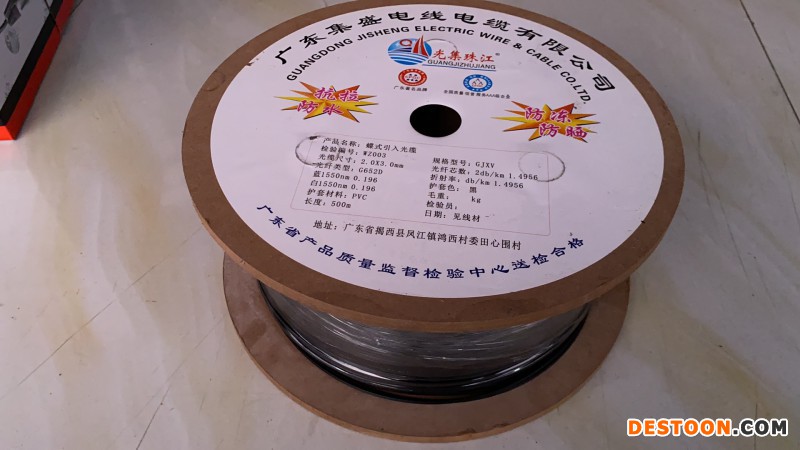 广东集盛电线电缆有限公司
GUANGDONG JISHENG ELECTRIC WIRE & CABLE CO.LTD.
光集珠江
GUANGJIZHUJIANG
广东著名品牌
抗拉
防水
防冻
防晒
产品名称：蝶式引入光缆
检验编号：WZ003
光缆尺寸：2.0X3.0mm
光纤类型：G652D
蓝1550nm 0.196
白1550nm 0.196
护套材料：PVC
长度：500m
规格型号：GJXV
光纤芯数：2db/km 1.4956
折射率：db/km 1.4956
护套色：黑
毛重： kg
检验员：
日期：见线材
地址：广东省揭西县凤江镇鸿西村委田心围村
广东省产品质量监督检验中心送检合格
DESTOON.COM